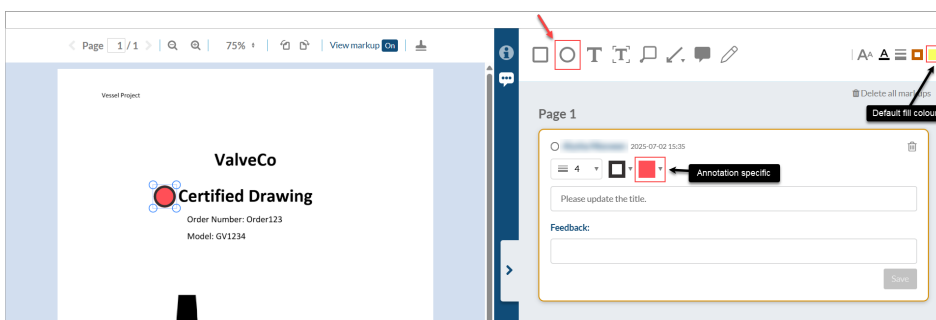 Page 1 / 1 75% View markup On
T [T] AA A
Delete all markups
Default fill colour
Vessel Project
Page 1
2025-07-02 15:35
ValveCo
4
Annotation specific
Certified Drawing
Please update the title.
Order Number: Order123
Feedback:
Model: GV1234
Save